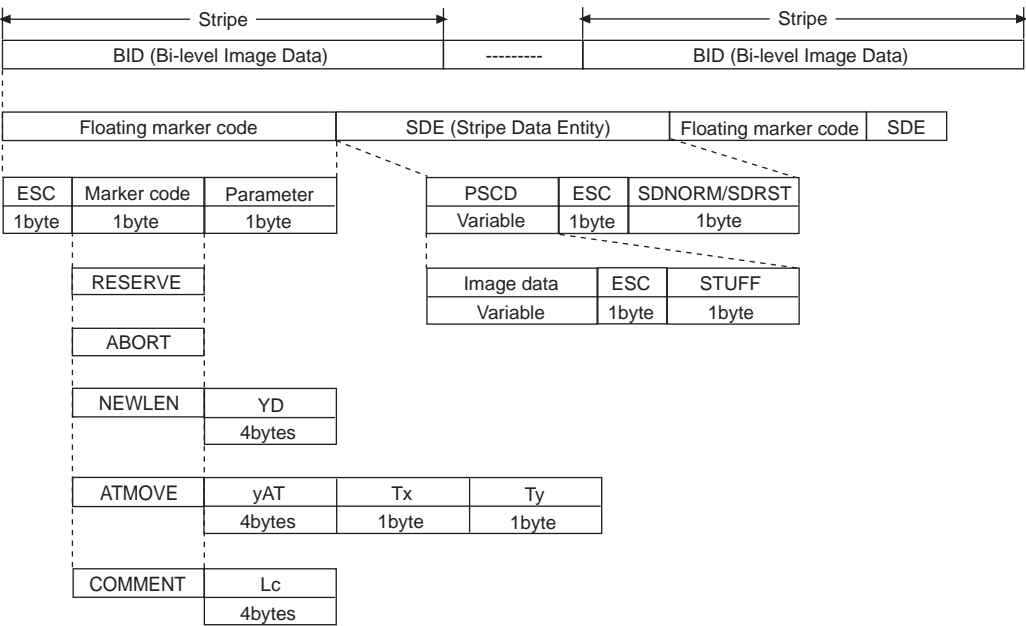 Stripe Stripe
BID (Bi-level Image Data) --------- BID (Bi-level Image Data)
Floating marker code SDE (Stripe Data Entity) Floating marker code SDE
ESC Marker code Parameter PSCD ESC SDNORM/SDRST
1byte 1byte 1byte Variable 1byte 1byte
RESERVE Image data ESC STUFF
Variable 1byte 1byte
ABORT
NEWLEN YD
4bytes
ATMOVE yAT Tx Ty
4bytes 1byte 1byte
COMMENT Lc
4bytes